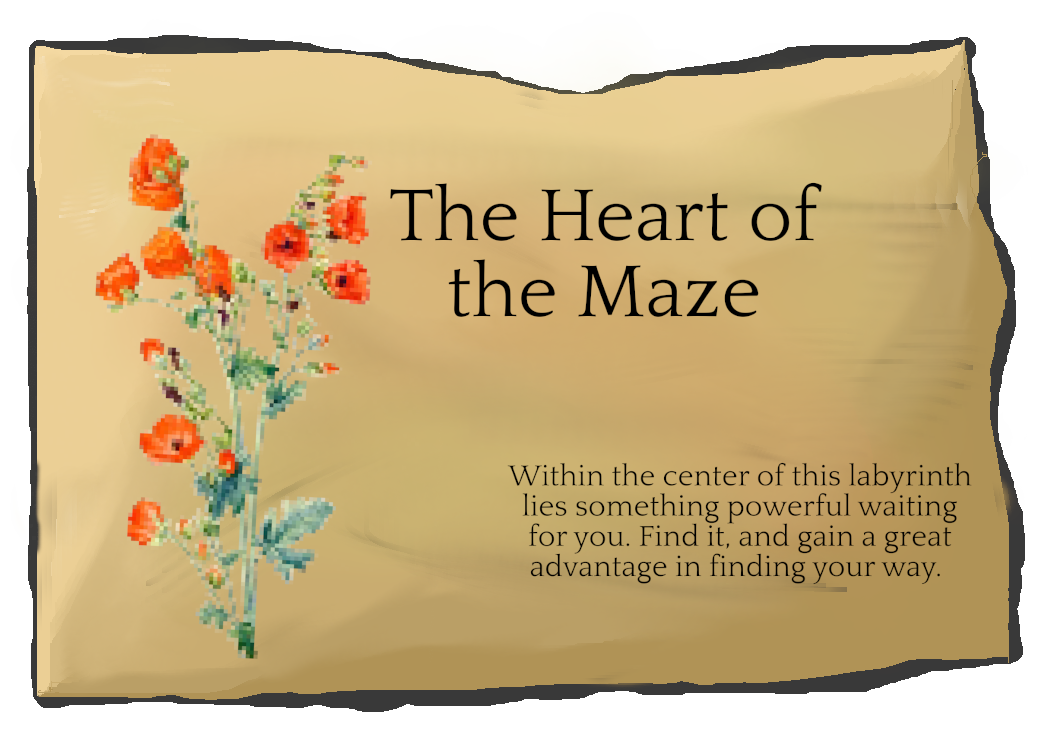 The Heart of
the Maze
Within the center of this labyrinth
lies something powerful waiting
for you. Find it, and gain a great
advantage in finding your way.